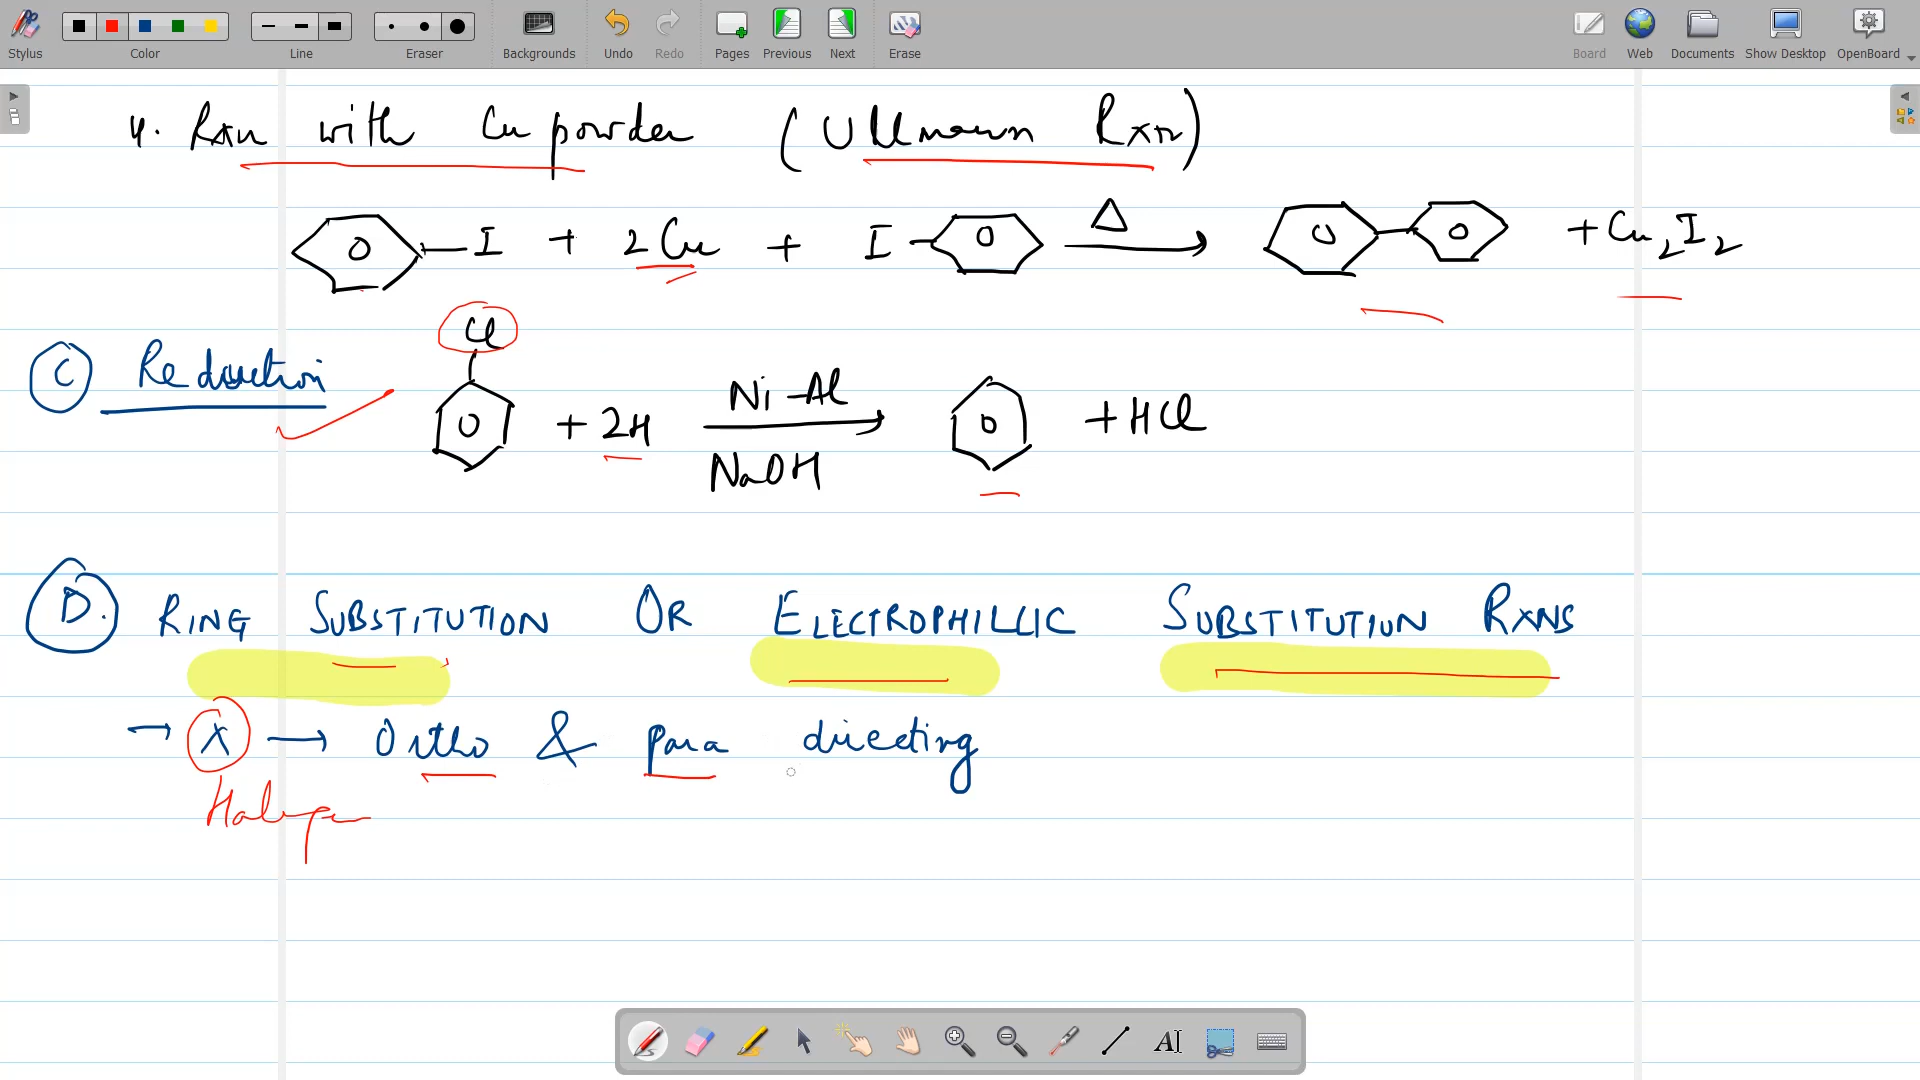 Stylus Color Line Eraser Backgrounds Undo Redo Pages Previous Next Erase Board Web Documents Show Desktop OpenBoard
4. Rxn with Cu powder (Ullmann Rxn)
I + 2Cu + I Δ + Cu2I2
Cl
C Reduction
+ 2H Ni-Al NaOH + HCl
D. RING SUBSTITUTION OR ELECTROPHILLIC SUBSTITUTION RXNS
→ X → Ortho & para directing
Halogen